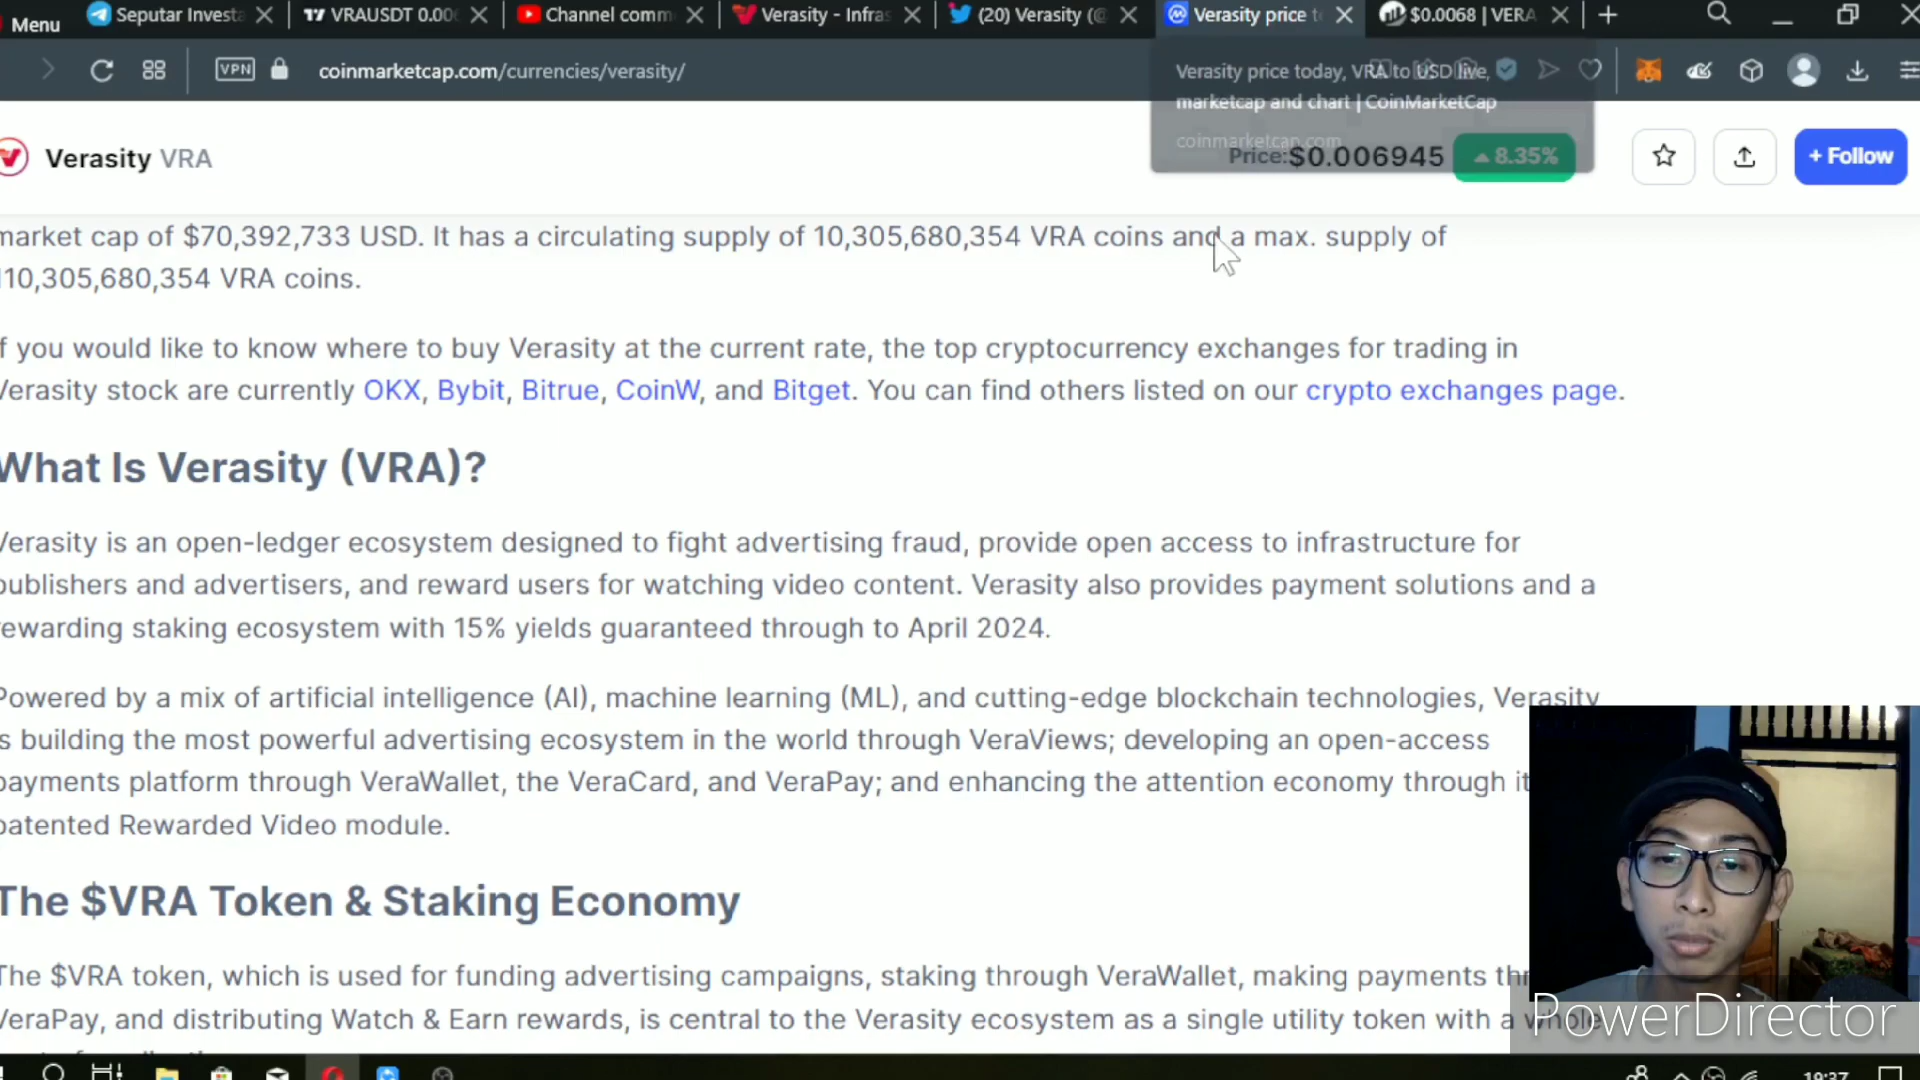 Menu
Seputar Investa
VRAUSDT 0.00
Channel comm
Verasity - Infras
(20) Verasity (@
Verasity price t
$0.0068 | VERA
VPN
coinmarketcap.com/currencies/verasity/
Verasity price today, VRA to USD live,
marketcap and chart | CoinMarketCap
coinmarketcap.com
Verasity VRA
Price:$0.006945
8.35%
+ Follow
market cap of $70,392,733 USD. It has a circulating supply of 10,305,680,354 VRA coins and a max. supply of
110,305,680,354 VRA coins.
f you would like to know where to buy Verasity at the current rate, the top cryptocurrency exchanges for trading in
Verasity stock are currently OKX, Bybit, Bitrue, CoinW, and Bitget. You can find others listed on our crypto exchanges page.
What Is Verasity (VRA)?
Verasity is an open-ledger ecosystem designed to fight advertising fraud, provide open access to infrastructure for
publishers and advertisers, and reward users for watching video content. Verasity also provides payment solutions and a
ewarding staking ecosystem with 15% yields guaranteed through to April 2024.
Powered by a mix of artificial intelligence (AI), machine learning (ML), and cutting-edge blockchain technologies, Verasity
s building the most powerful advertising ecosystem in the world through VeraViews; developing an open-access
payments platform through VeraWallet, the VeraCard, and VeraPay; and enhancing the attention economy through it
patented Rewarded Video module.
The $VRA Token & Staking Economy
The $VRA token, which is used for funding advertising campaigns, staking through VeraWallet, making payments th
VeraPay, and distributing Watch & Earn rewards, is central to the Verasity ecosystem as a single utility token with a whole
PowerDirector
19:37